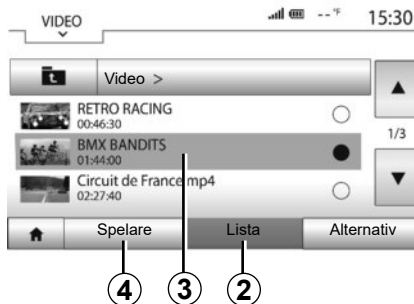 VIDEO
--°F
15:30
Video >
RETRO RACING
00:46:30
1/3
BMX BANDITS
01:44:00
Circuit de France mp4
02:27:40
Spelare
Lista
Alternativ
4
3
2